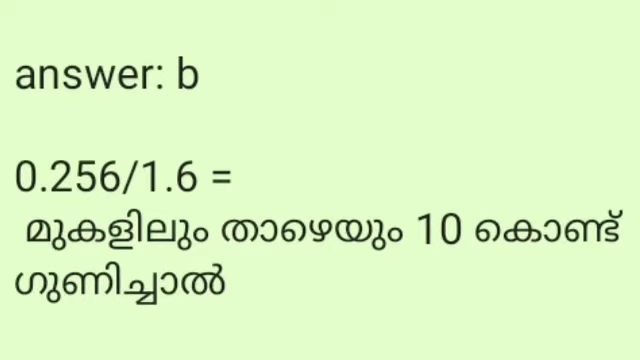 answer: b
0.256/1.6 =
മുകളിലും താഴെയും 10 കൊണ്ട്
ഗുണിച്ചാൽ